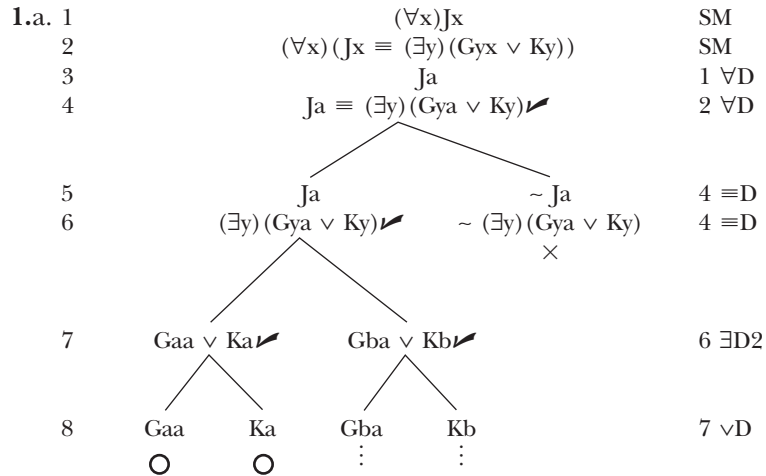 1.a. 1 (∀x)Jx SM
2 (∀x)(Jx ≡ (∃y)(Gyx ∨ Ky)) SM
3 Ja 1 ∀D
4 Ja ≡ (∃y)(Gya ∨ Ky)✔ 2 ∀D
5 Ja ~ Ja 4 ≡D
6 (∃y)(Gya ∨ Ky)✔ ~ (∃y)(Gya ∨ Ky) 4 ≡D
×
7 Gaa ∨ Ka✔ Gba ∨ Kb✔ 6 ∃D2
8 Gaa Ka Gba Kb 7 ∨D